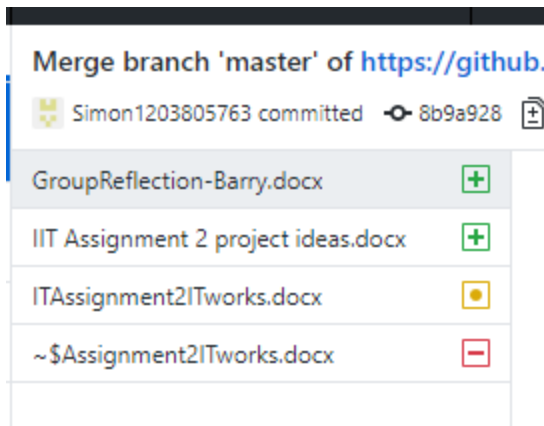 Merge branch 'master' of https://github.
Simon1203805763 committed 8b9a928
GroupReflection-Barry.docx
IIT Assignment 2 project ideas.docx
ITAssignment2ITworks.docx
~$Assignment2ITworks.docx